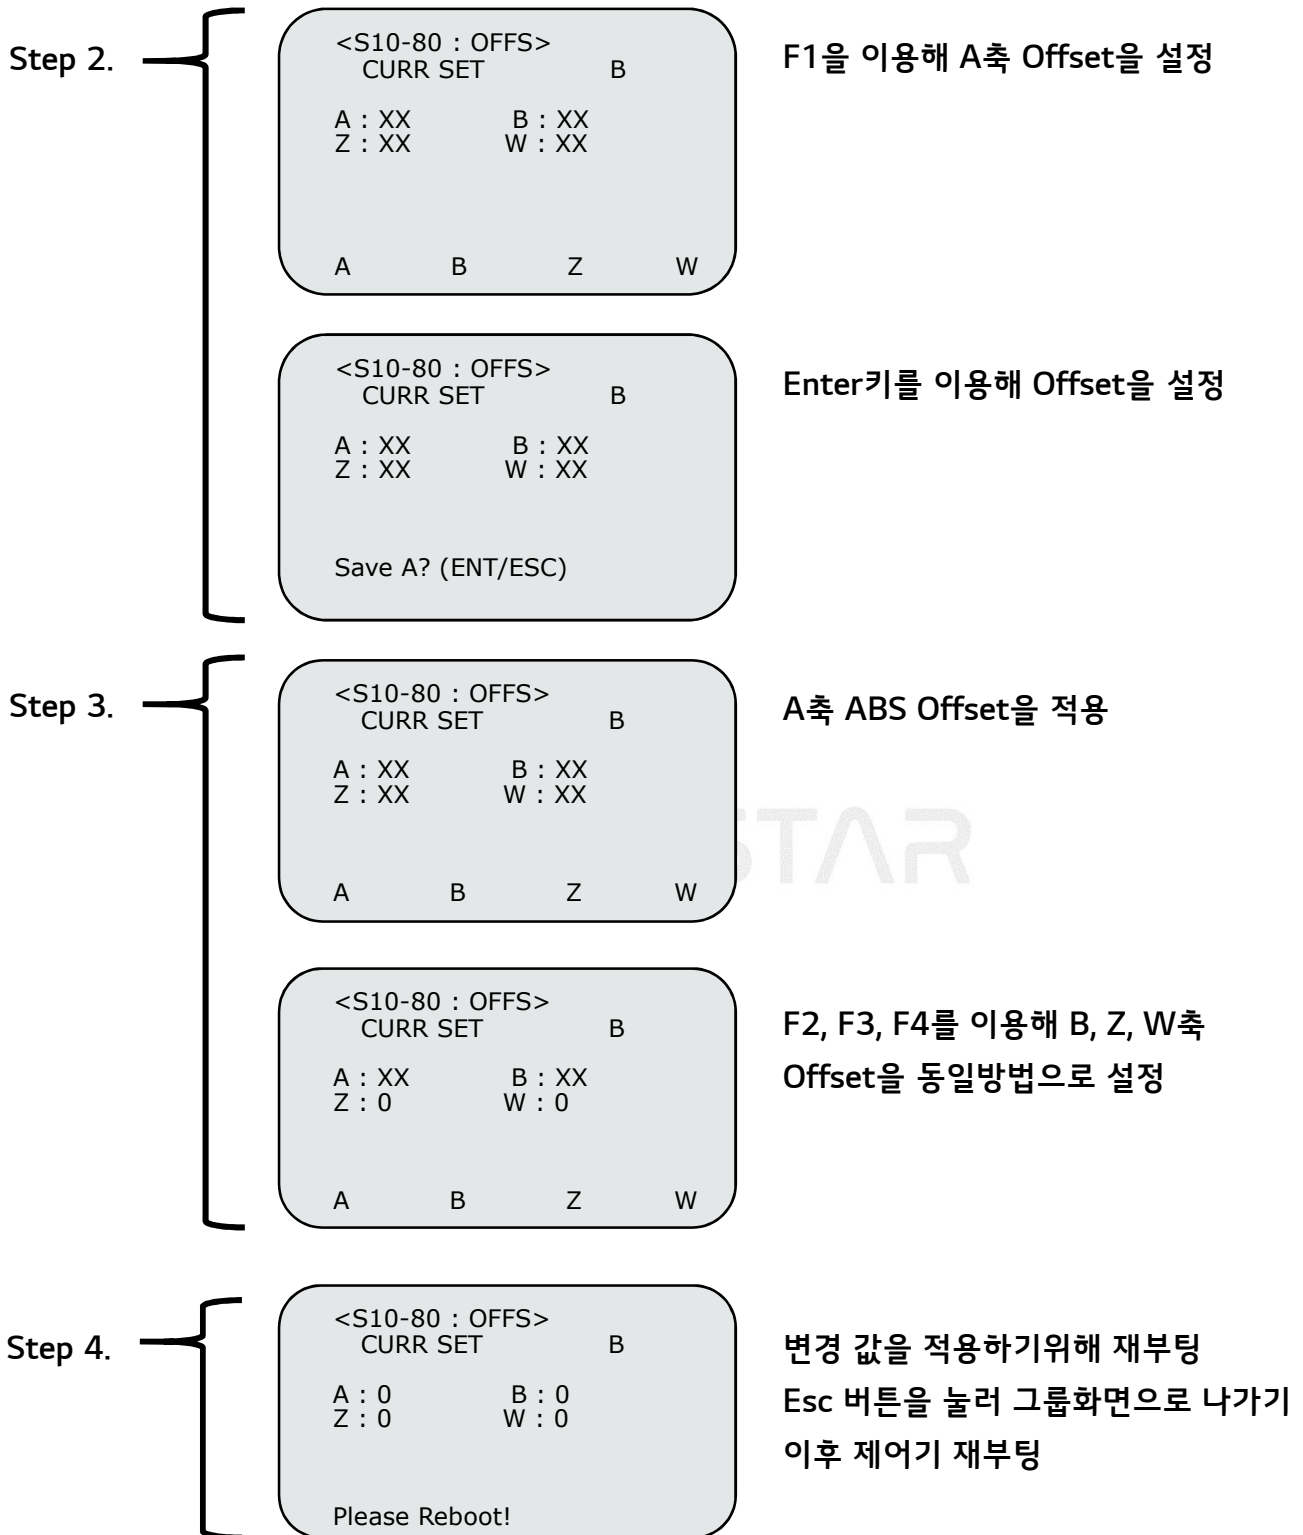 Step 2.
<S10-80 : OFFS>
CURR SET B
A : XX B : XX
Z : XX W : XX
A B Z W
F1을 이용해 A축 Offset을 설정
<S10-80 : OFFS>
CURR SET B
A : XX B : XX
Z : XX W : XX
Save A? (ENT/ESC)
Enter키를 이용해 Offset을 설정
Step 3.
<S10-80 : OFFS>
CURR SET B
A : XX B : XX
Z : XX W : XX
A B Z W
A축 ABS Offset을 적용
STAR
<S10-80 : OFFS>
CURR SET B
A : XX B : XX
Z : 0 W : 0
A B Z W
F2, F3, F4를 이용해 B, Z, W축
Offset을 동일방법으로 설정
Step 4.
<S10-80 : OFFS>
CURR SET B
A : 0 B : 0
Z : 0 W : 0
Please Reboot!
변경 값을 적용하기위해 재부팅
Esc 버튼을 눌러 그룹화면으로 나가기
이후 제어기 재부팅